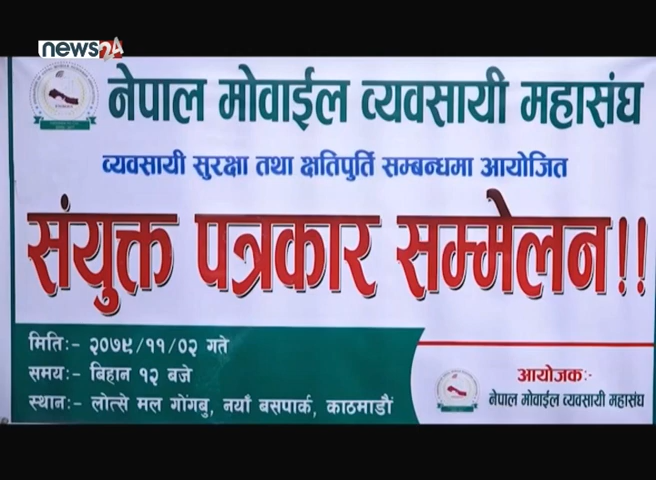 news24
नेपाल मोवाईल व्यवसायी महासंघ
व्यवसायी सुरक्षा तथा क्षतिपुर्ति सम्बन्धमा आयोजित
संयुक्त पत्रकार सम्मेलन!!
मिति:- २०७९/११/०२ गते
समय:- बिहान १२ बजे
स्थान:- लोत्से मल गोंगबु, नयाँ बसपार्क, काठमाडौं
आयोजक:-
नेपाल मोवाईल व्यवसायी महासंघ